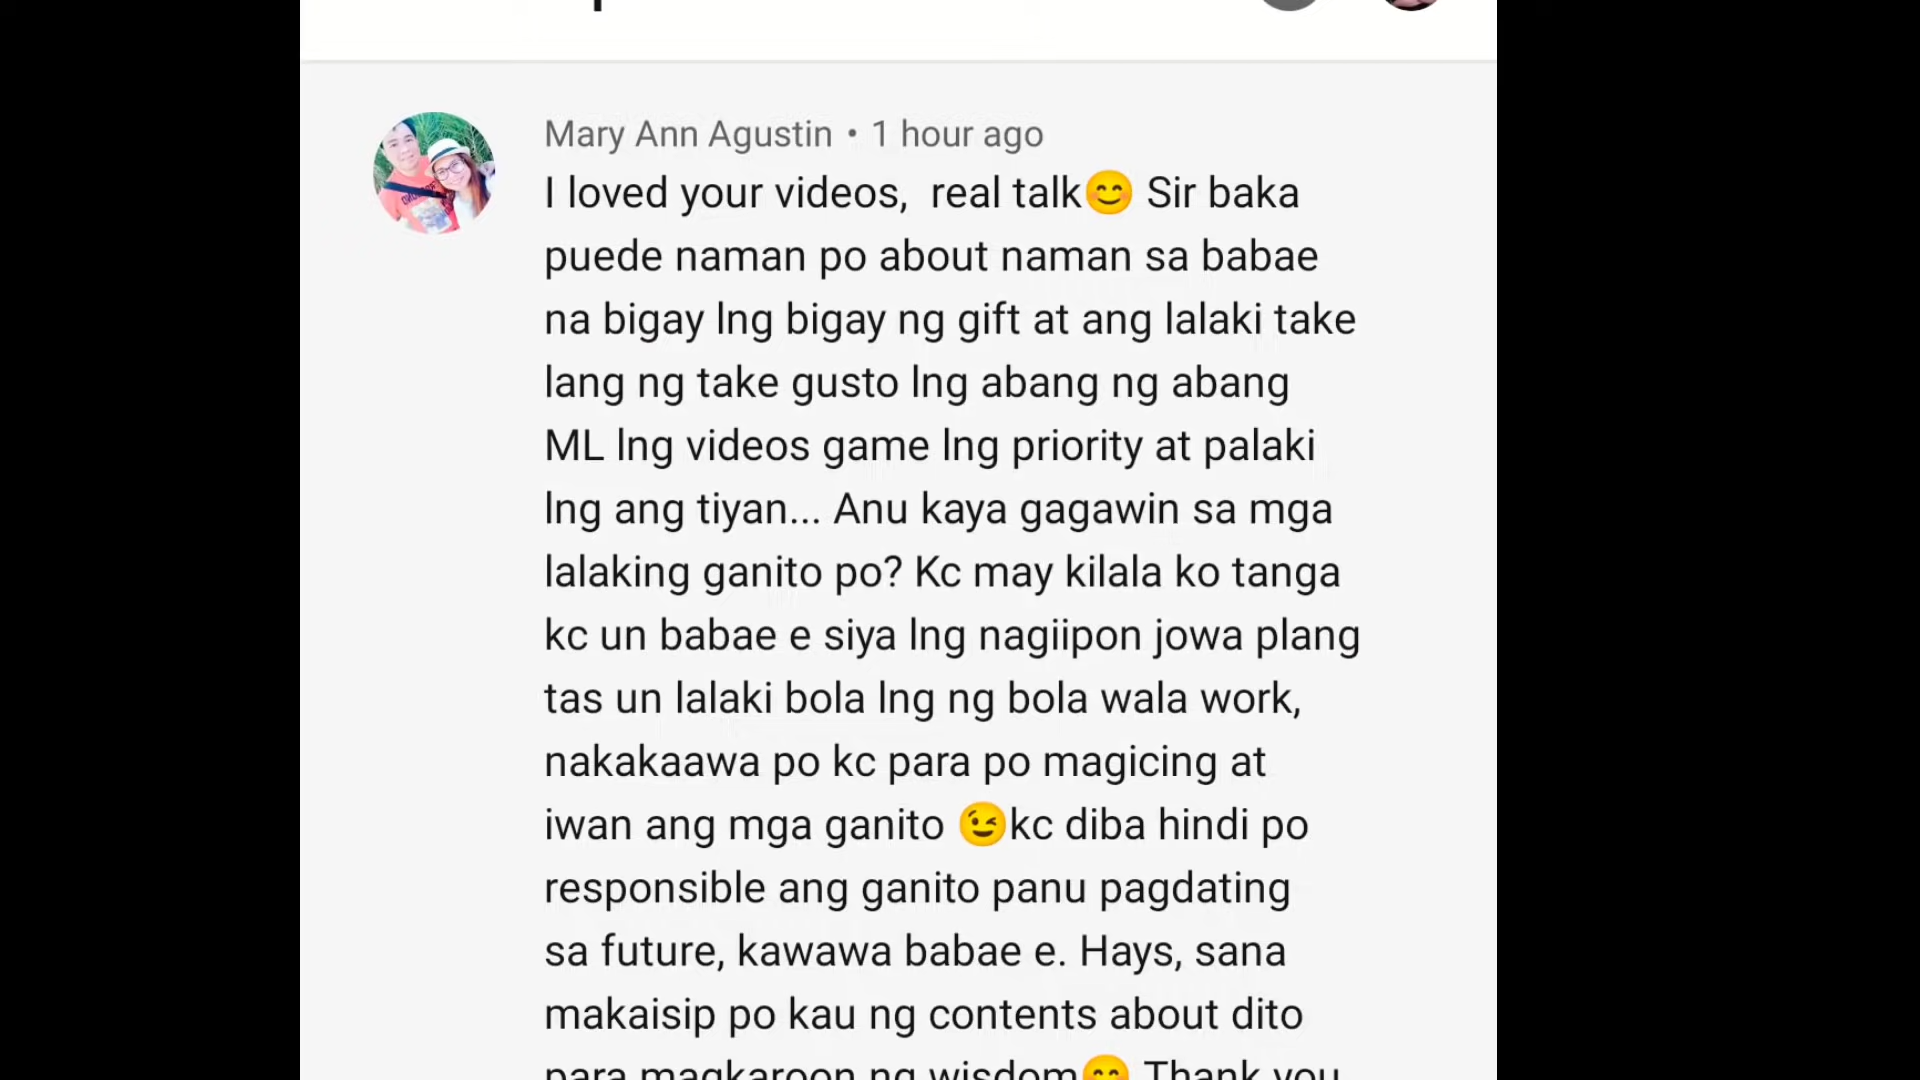 Mary Ann Agustin • 1 hour ago
I loved your videos,  real talk😊 Sir baka
puede naman po about naman sa babae
na bigay lng bigay ng gift at ang lalaki take
lang ng take gusto lng abang ng abang
ML lng videos game lng priority at palaki
lng ang tiyan... Anu kaya gagawin sa mga
lalaking ganito po? Kc may kilala ko tanga
kc un babae e siya lng nagiipon jowa plang
tas un lalaki bola lng ng bola wala work,
nakakaawa po kc para po magicing at
iwan ang mga ganito 😉kc diba hindi po
responsible ang ganito panu pagdating
sa future, kawawa babae e. Hays, sana
makaisip po kau ng contents about dito
para magkaroon ng wisdom😊 Thank you